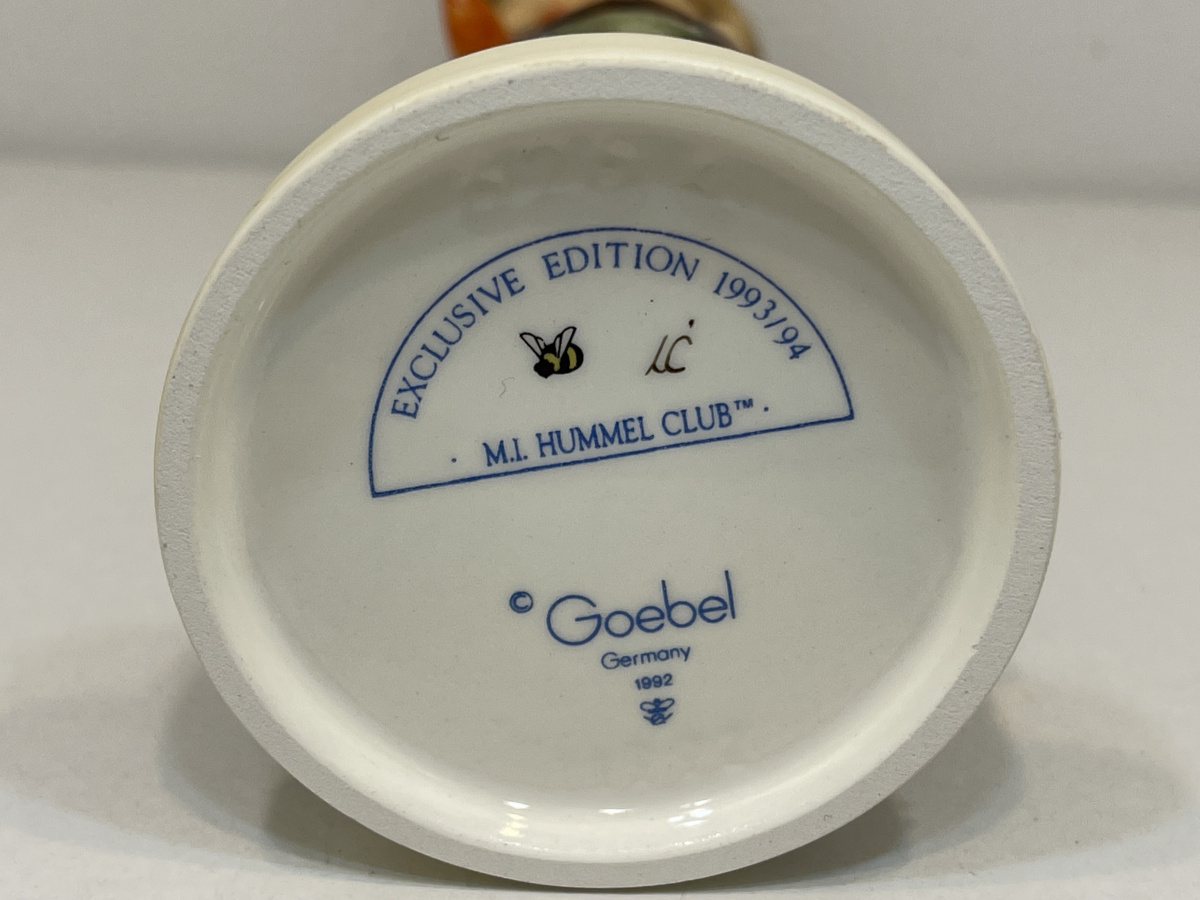 EXCLUSIVE EDITION 1993/94
· M.I. HUMMEL CLUB™ ·
© Goebel
Germany
1992